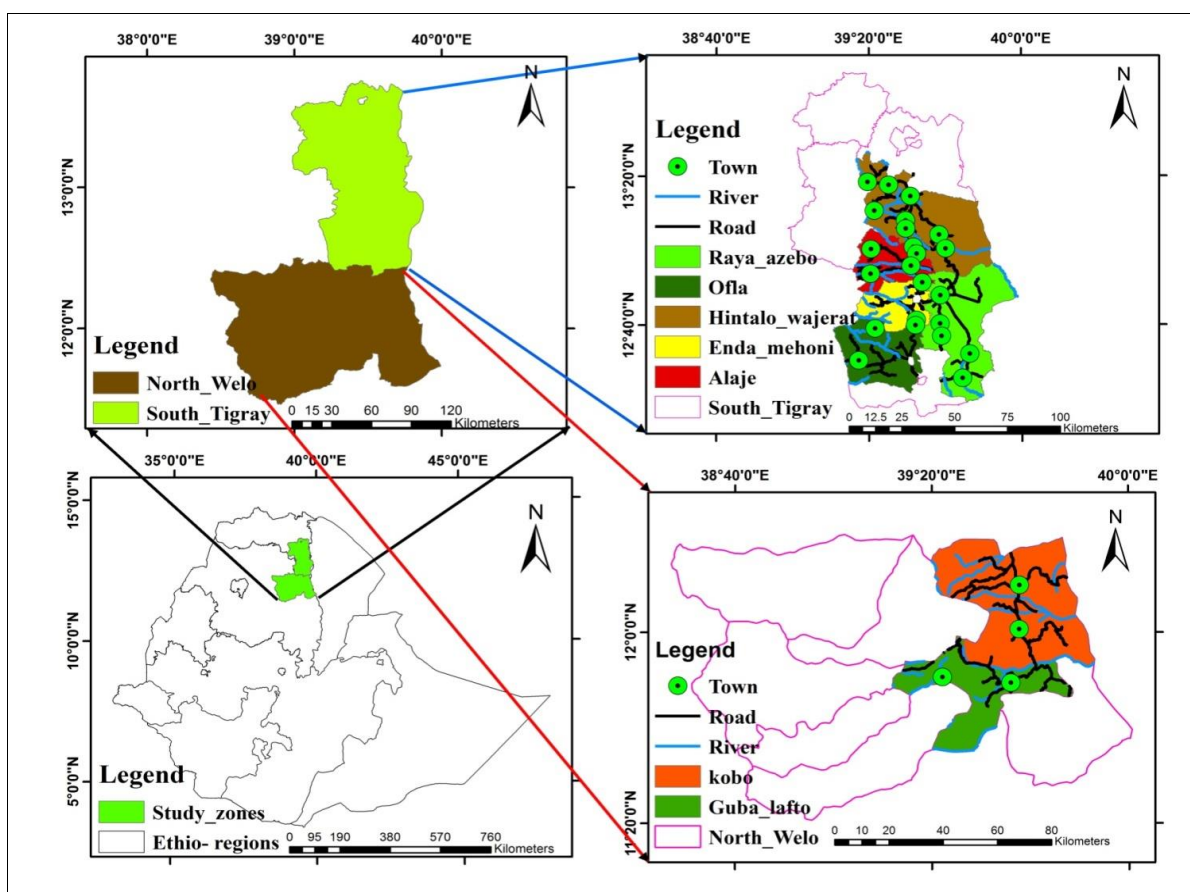 38°0'0"E 39°0'0"E 40°0'0"E
N
13°0'0"N
12°0'0"N
Legend
North_Welo
South_Tigray
0 15 30 60 90 120
Kilometers
38°40'0"E 39°20'0"E 40°0'0"E
N
13°20'0"N
12°40'0"N
Legend
Town
River
Road
Raya_azebo
Ofla
Hintalo_wajerat
Enda_mehoni
Alaje
South_Tigray
0 12.5 25 50 75 100
Kilometers
35°0'0"E 40°0'0"E 45°0'0"E
N
15°0'0"N
10°0'0"N
5°0'0"N
Legend
Study_zones
Ethio- regions
0 95 190 380 570 760
Kilometers
38°40'0"E 39°20'0"E 40°0'0"E
N
12°0'0"N
11°20'0"N
Legend
Town
Road
River
kobo
Guba_lafto
North_Welo
0 10 20 40 60 80
Kilometers